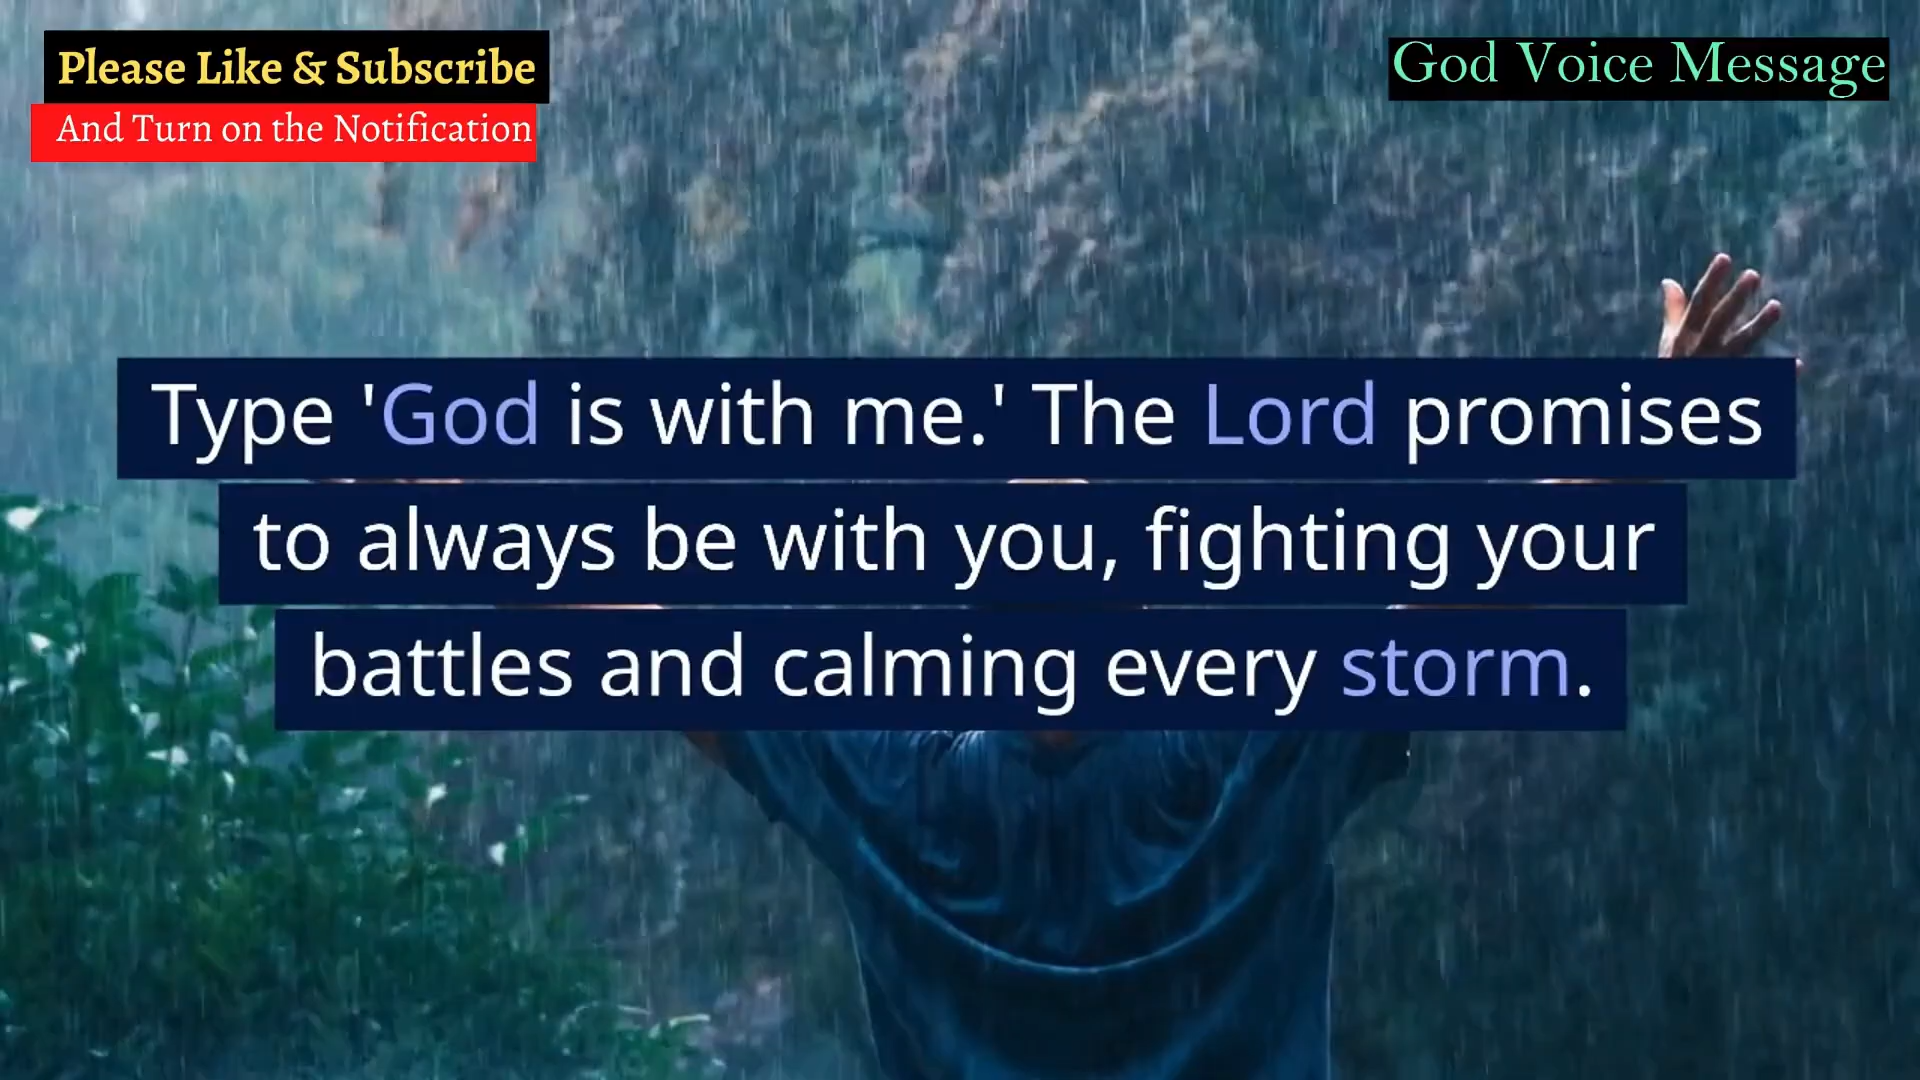 Please Like & Subscribe
And Turn on the Notification
God Voice Message
Type 'God is with me.' The Lord promises
to always be with you, fighting your
battles and calming every storm.